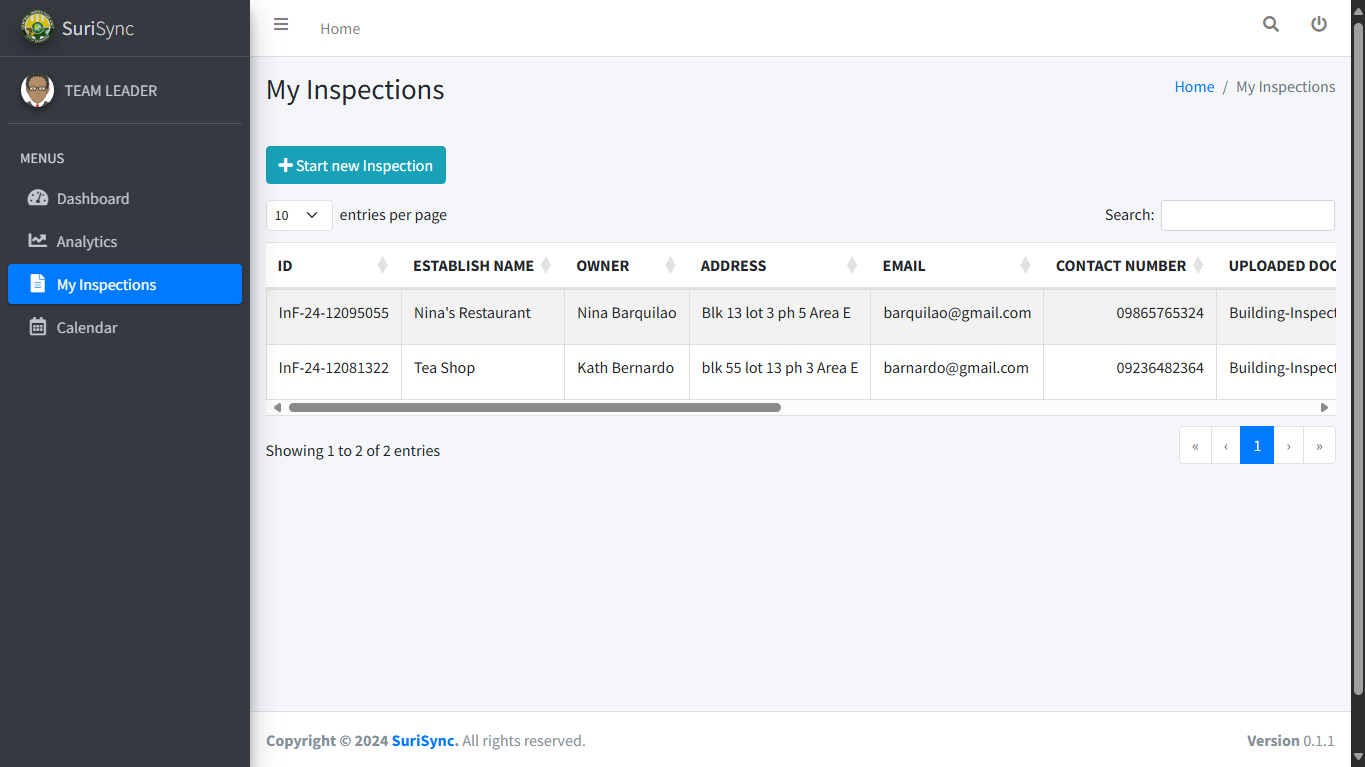 SuriSync
Home
TEAM LEADER
My Inspections
Home / My Inspections
MENUS
Start new Inspection
Dashboard
10 entries per page
Search:
Analytics
ID ESTABLISH NAME OWNER ADDRESS EMAIL CONTACT NUMBER UPLOADED DOC
My Inspections
InF-24-12095055 Nina's Restaurant Nina Barquilao Blk 13 lot 3 ph 5 Area E barquilao@gmail.com 09865765324 Building-Inspect
Calendar
InF-24-12081322 Tea Shop Kath Bernardo blk 55 lot 13 ph 3 Area E barnardo@gmail.com 09236482364 Building-Inspect
Showing 1 to 2 of 2 entries
« ‹ 1 › »
Copyright © 2024 SuriSync. All rights reserved.
Version 0.1.1